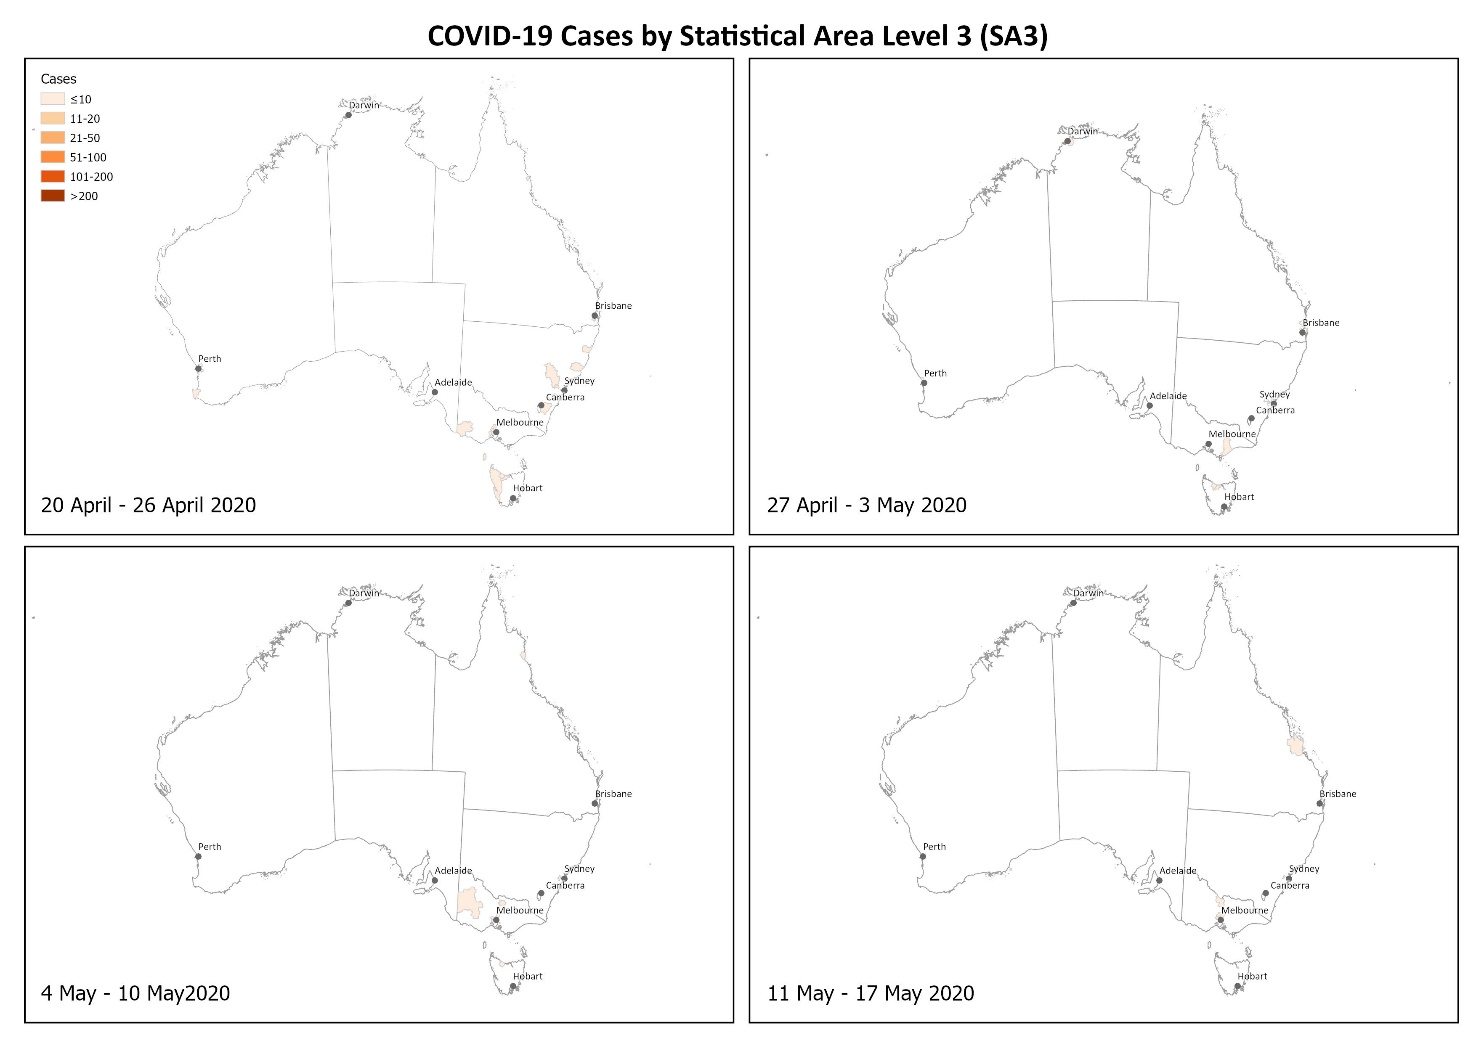 COVID-19 Cases by Statistical Area Level 3 (SA3)
Cases
≤10
11-20
21-50
51-100
101-200
>200
Darwin
Brisbane
Perth
Adelaide
Sydney
Canberra
Melbourne
Hobart
20 April - 26 April 2020
Darwin
Brisbane
Perth
Adelaide
Sydney
Canberra
Melbourne
Hobart
27 April - 3 May 2020
Darwin
Brisbane
Perth
Adelaide
Sydney
Canberra
Melbourne
Hobart
4 May - 10 May2020
Darwin
Brisbane
Perth
Adelaide
Sydney
Canberra
Melbourne
Hobart
11 May - 17 May 2020